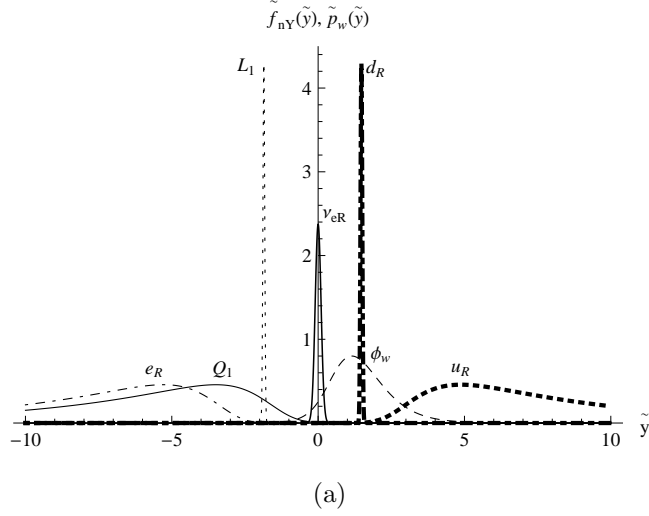 f̃nY(ỹ), p̃w(ỹ)
L1
dR
4
3
νeR
2
1
eR
Q1
ϕw
uR
−10
−5
0
5
10
ỹ
(a)